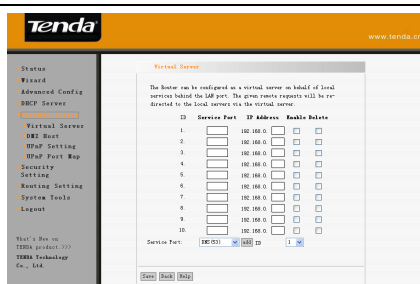 Tenda
www.tenda.cn
Status
Wizard
Advanced Config
DHCP Server
Virtual Server
DMZ Host
UPnP Setting
UPnP Port Map
Security
Setting
Routing Setting
System Tools
Logout
What's New on
TENDA product.>>>
TENDA Technology
Co., Ltd.
Virtual Server
The Router can be configured as a virtual server on behalf of local
services behind the LAN port. The given remote requests will be re-
directed to the local servers via the virtual server.
ID Service Port IP Address Enable Delete
1. 192.168.0.
2. 192.168.0.
3. 192.168.0.
4. 192.168.0.
5. 192.168.0.
6. 192.168.0.
7. 192.168.0.
8. 192.168.0.
9. 192.168.0.
10. 192.168.0.
Service Port: DNS(53) add ID 1
Save Back Help